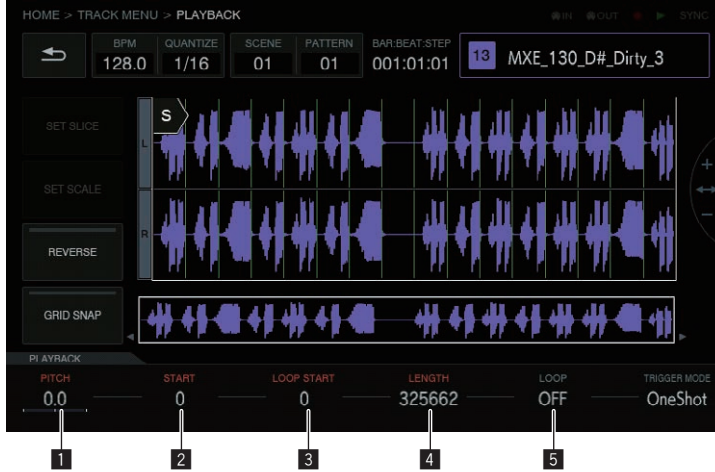 HOME > TRACK MENU > PLAYBACK
IN OUT SYNC
BPM QUANTIZE SCENE PATTERN BAR:BEAT:STEP
128.0 1/16 01 01 001:01:01 13 MXE_130_D#_Dirty_3
SET SLICE
S
L
SET SCALE
+
−
R
REVERSE
GRID SNAP
PLAYBACK
PITCH START LOOP START LENGTH LOOP TRIGGER MODE
0.0 0 0 325662 OFF OneShot
1 2 3 4 5